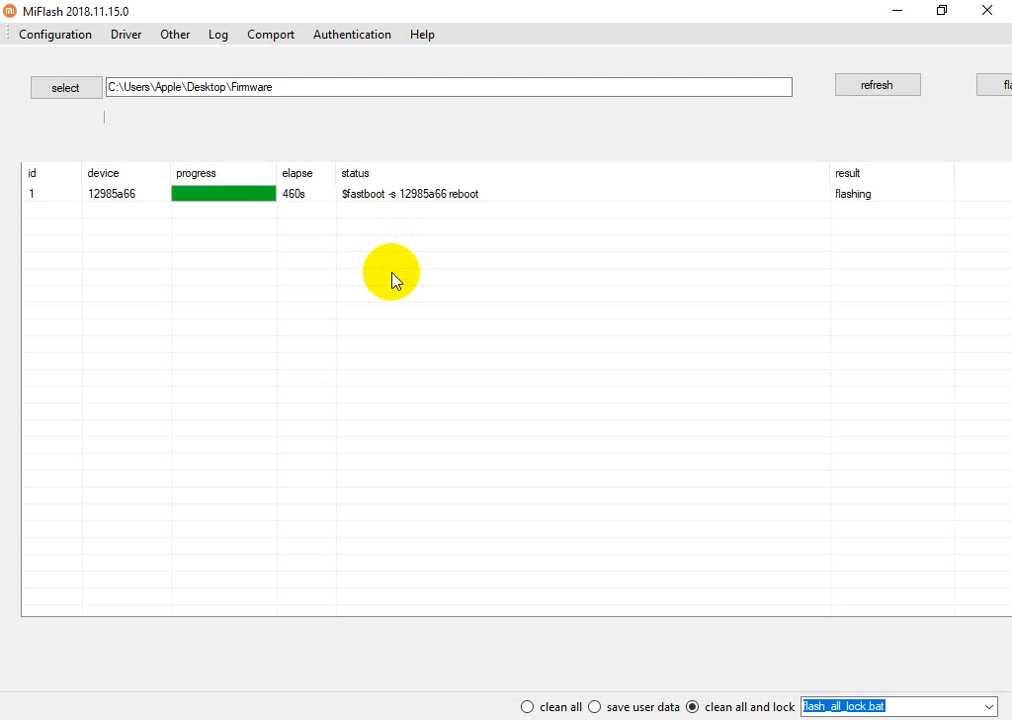 MiFlash 2018.11.15.0
Configuration Driver Other Log Comport Authentication Help
select C:\Users\Apple\Desktop\Firmware refresh fla
id device progress elapse status result
1 12985a66 460s $fastboot -s 12985a66 reboot flashing
clean all save user data clean all and lock flash_all_lock.bat